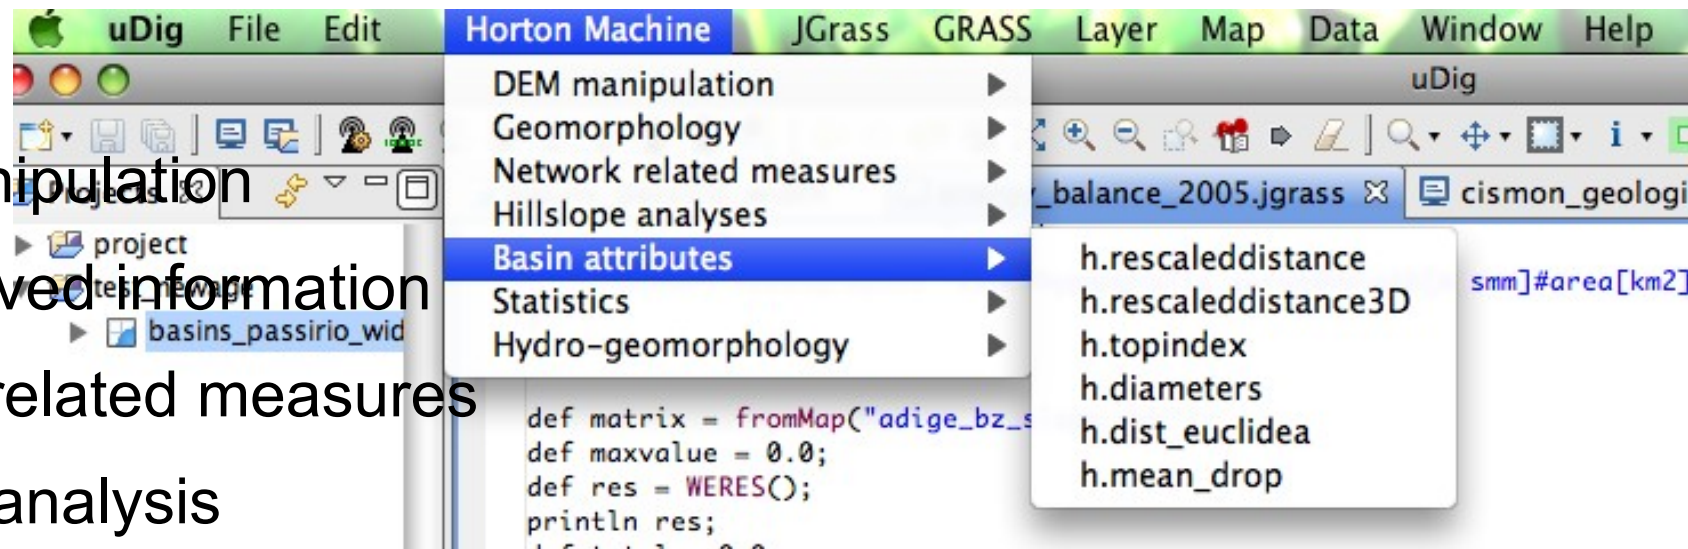 uDig File Edit Horton Machine JGrass GRASS Layer Map Data Window Help
uDig
DEM manipulation
Geomorphology
Network related measures
Hillslope analyses
Basin attributes
Statistics
Hydro-geomorphology
h.rescaleddistance
h.rescaleddistance3D
h.topindex
h.diameters
h.dist_euclidea
h.mean_drop
_balance_2005.jgrass
cismon_geologi
smm]#area[km2]
Projects
project
test_newage
basins_passirio_wid
nipulation
ved information
related measures
analysis
def matrix = fromMap("adige_bz_s
def maxvalue = 0.0;
def res = WERES();
println res;